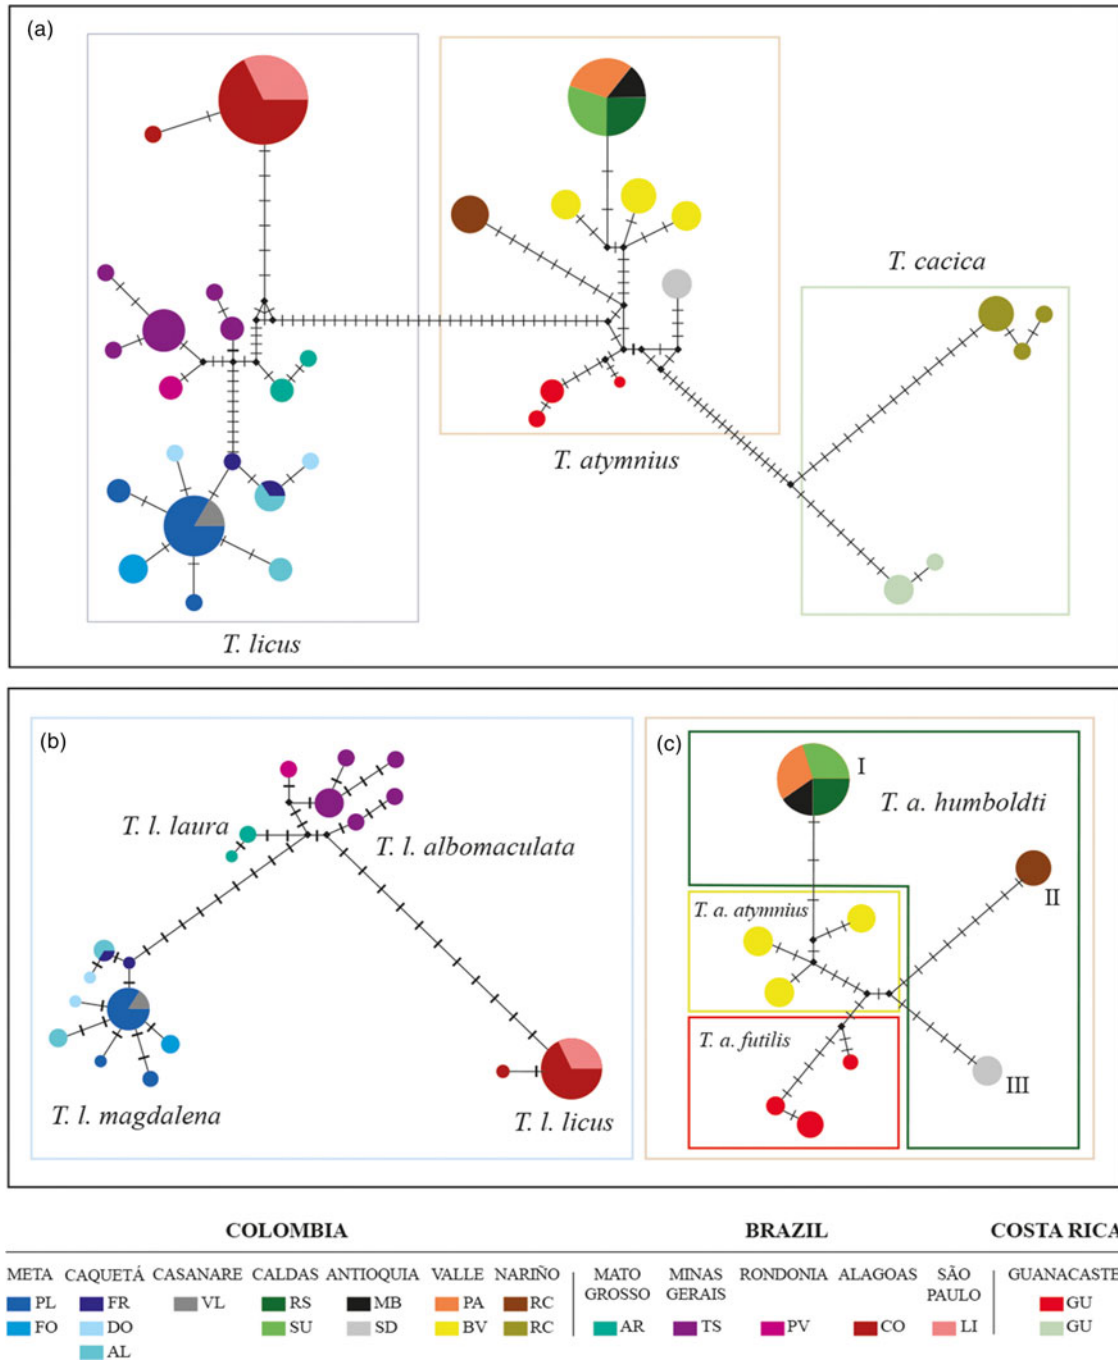 (a)
T. cacica
T. atymnius
T. licus
(b)
T. l. laura
T. l. albomaculata
T. l. magdalena
T. l. licus
(c)
I
T. a. humboldti
T. a. atymnius
II
T. a. futilis
III
COLOMBIA BRAZIL COSTA RICA
META CAQUETÁ CASANARE CALDAS ANTIOQUIA VALLE NARIÑO MATO GROSSO MINAS GERAIS RONDONIA ALAGOAS SÃO PAULO GUANACASTE
PL FR VL RS MB PA RC GU
FO DO SU SD BV RC AR TS PV CO LI GU
AL